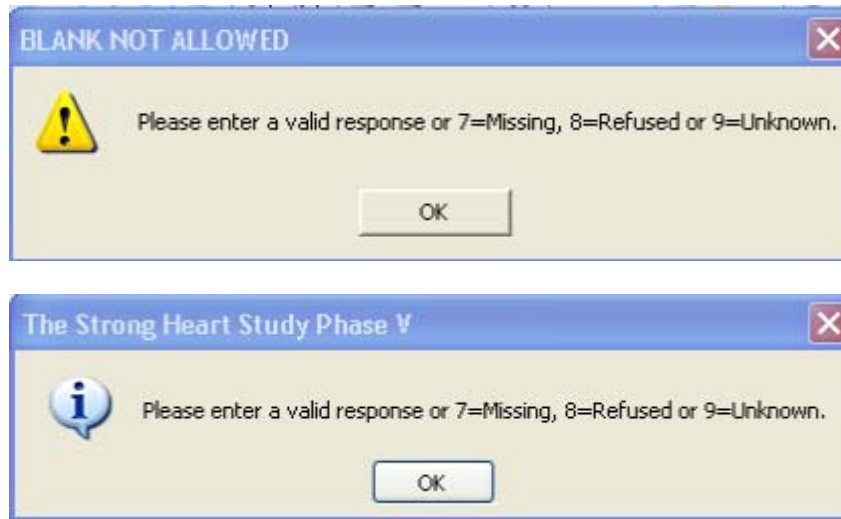 BLANK NOT ALLOWED
Please enter a valid response or 7=Missing, 8=Refused or 9=Unknown.
OK
The Strong Heart Study Phase V
Please enter a valid response or 7=Missing, 8=Refused or 9=Unknown.
OK